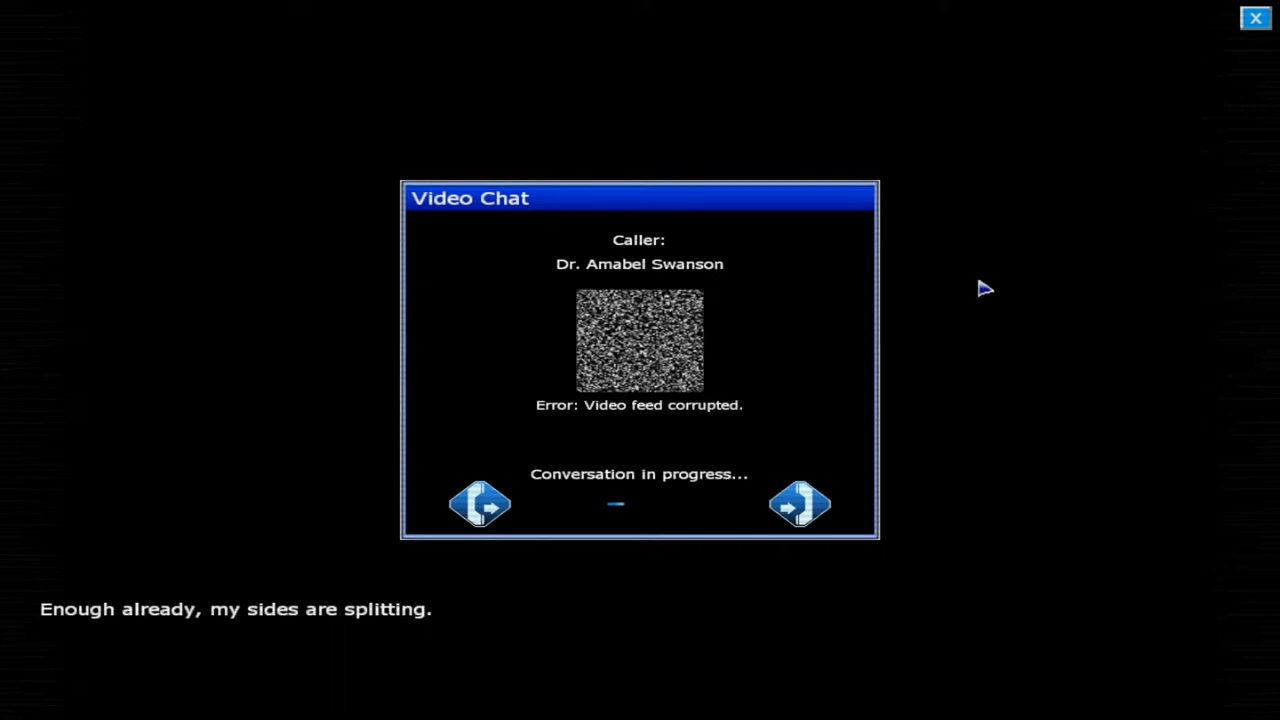 X
Video Chat
Caller:
Dr. Amabel Swanson
Error: Video feed corrupted.
Conversation in progress...
Enough already, my sides are splitting.